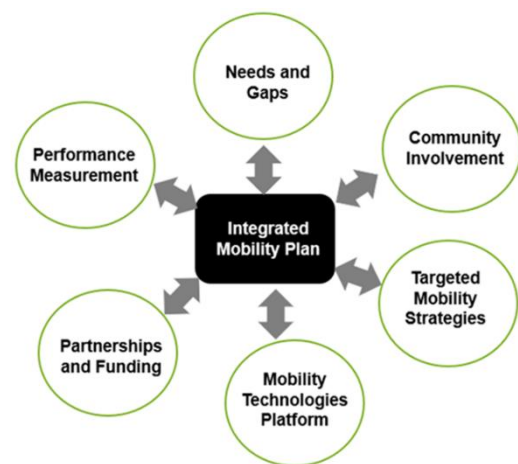 Needs and
Gaps
Community
Involvement
Performance
Measurement
Integrated
Mobility Plan
Targeted
Mobility
Strategies
Partnerships
and Funding
Mobility
Technologies
Platform